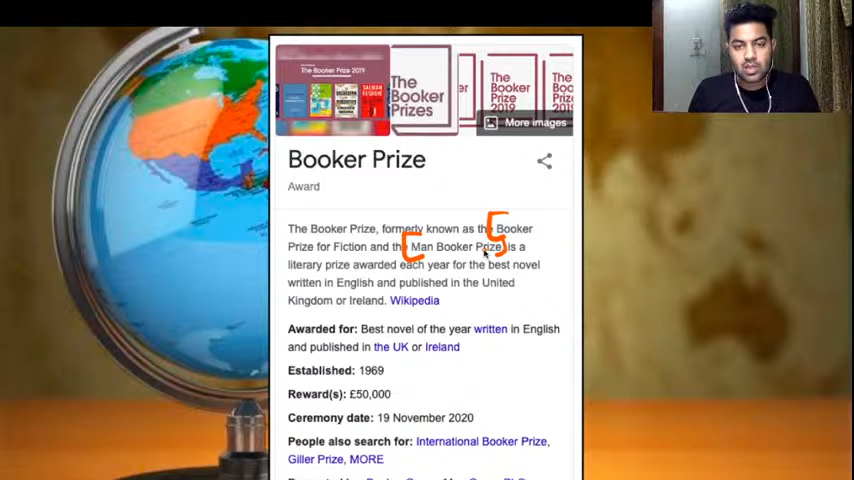 The Booker Prize 2019
The
Booker
Prizes
The
Booker
Prize
2019
The
Booker
Prize
More images
Booker Prize
Award
The Booker Prize, formerly known as the Booker
Prize for Fiction and the Man Booker Prize, is a
literary prize awarded each year for the best novel
written in English and published in the United
Kingdom or Ireland. Wikipedia
Awarded for: Best novel of the year written in English
and published in the UK or Ireland
Established: 1969
Reward(s): £50,000
Ceremony date: 19 November 2020
People also search for: International Booker Prize,
Giller Prize, MORE